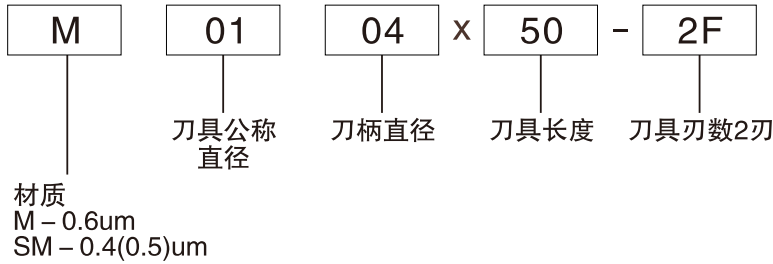 M 01 04 x 50 - 2F
刀具公称
直径
刀柄直径
刀具长度
刀具刃数2刃
材质
M – 0.6um
SM – 0.4(0.5)um